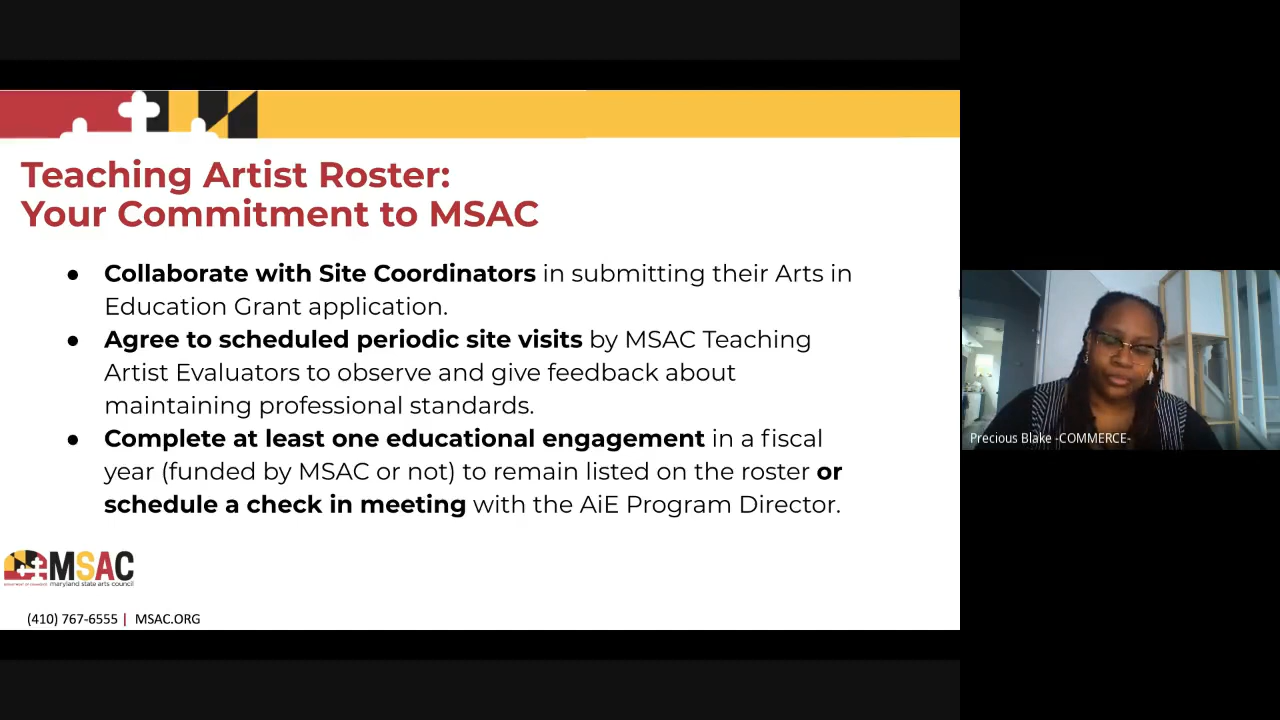 Teaching Artist Roster:
Your Commitment to MSAC
● Collaborate with Site Coordinators in submitting their Arts in
Education Grant application.
● Agree to scheduled periodic site visits by MSAC Teaching
Artist Evaluators to observe and give feedback about
maintaining professional standards.
● Complete at least one educational engagement in a fiscal
year (funded by MSAC or not) to remain listed on the roster or
schedule a check in meeting with the AiE Program Director.
MSAC
DEPARTMENT OF COMMERCE maryland state arts council
(410) 767-6555 | MSAC.ORG
Precious Blake -COMMERCE-